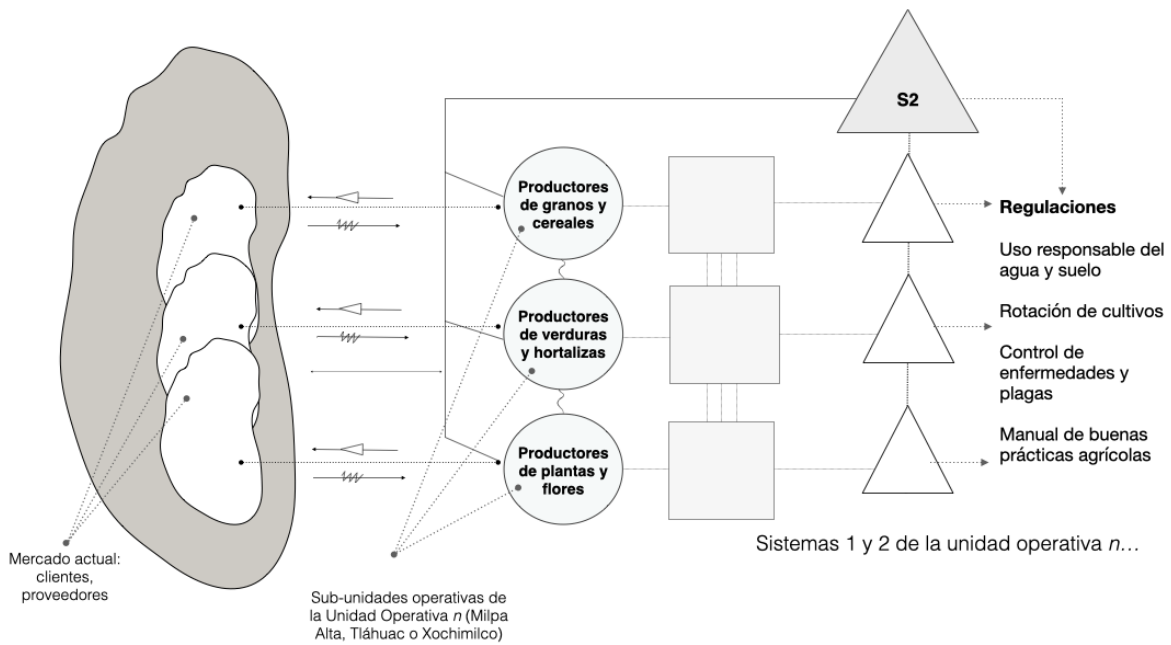 S2
Productores
de granos y
cereales
Regulaciones
Uso responsable del
agua y suelo
Rotación de cultivos
Productores
de verduras
y hortalizas
Control de
enfermedades y
plagas
Productores
de plantas y
flores
Manual de buenas
prácticas agrícolas
Sistemas 1 y 2 de la unidad operativa n…
Mercado actual:
clientes,
proveedores
Sub-unidades operativas de
la Unidad Operativa n (Milpa
Alta, Tláhuac o Xochimilco)